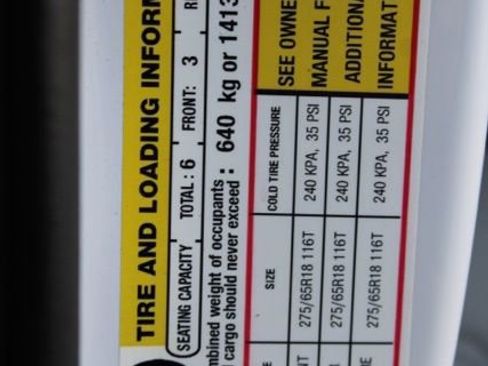 TIRE AND LOADING INFORM
SEATING CAPACITY TOTAL : 6 FRONT: 3 R
mbined weight of occupants
cargo should never exceed : 640 kg or 1413
SIZE COLD TIRE PRESSURE SEE OWNE
275/65R18 116T 240 KPA, 35 PSI MANUAL F
275/65R18 116T 240 KPA, 35 PSI ADDITIONA
275/65R18 116T 240 KPA, 35 PSI INFORMAT